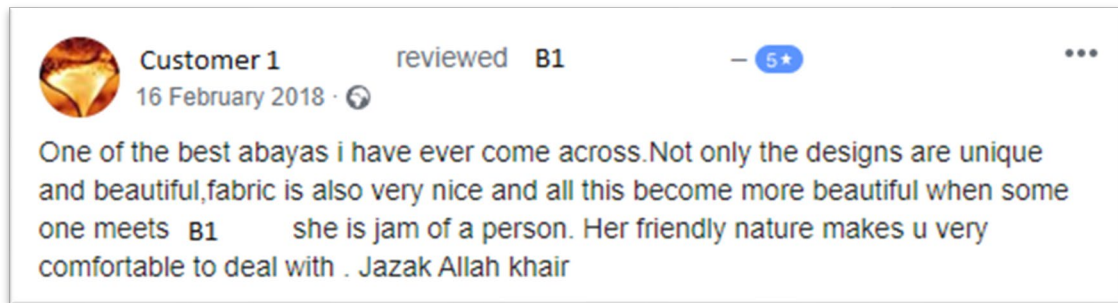 Customer 1 reviewed B1 – 5★
16 February 2018 ·
One of the best abayas i have ever come across.Not only the designs are unique
and beautiful,fabric is also very nice and all this become more beautiful when some
one meets B1 she is jam of a person. Her friendly nature makes u very
comfortable to deal with . Jazak Allah khair